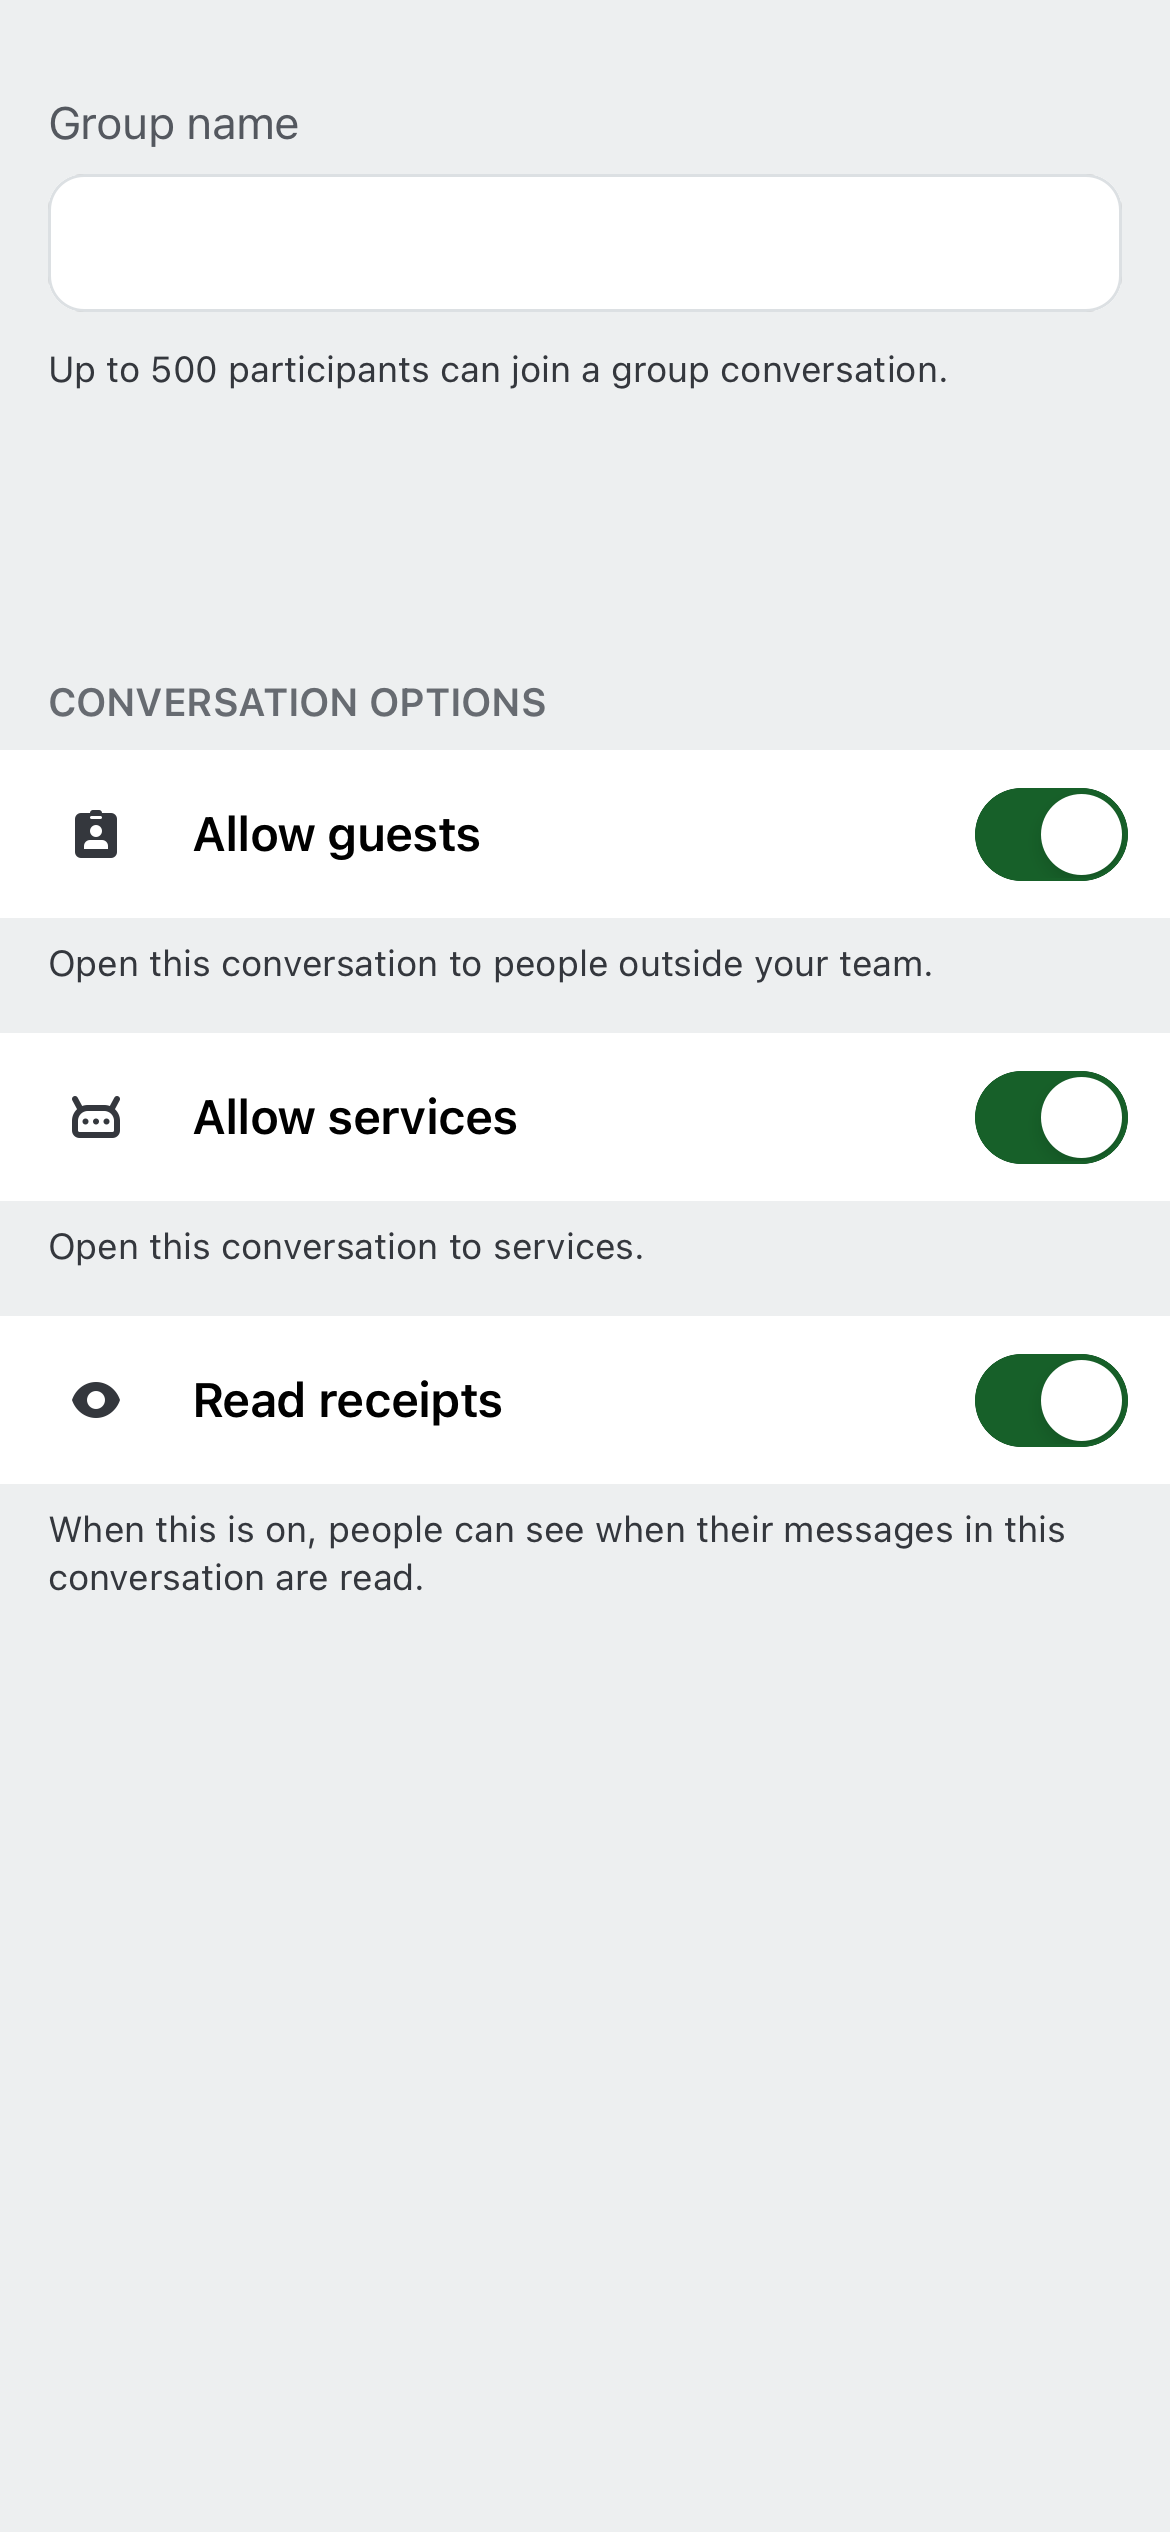 Group name
Up to 500 participants can join a group conversation.
CONVERSATION OPTIONS
Allow guests
Open this conversation to people outside your team.
Allow services
Open this conversation to services.
Read receipts
When this is on, people can see when their messages in this
conversation are read.